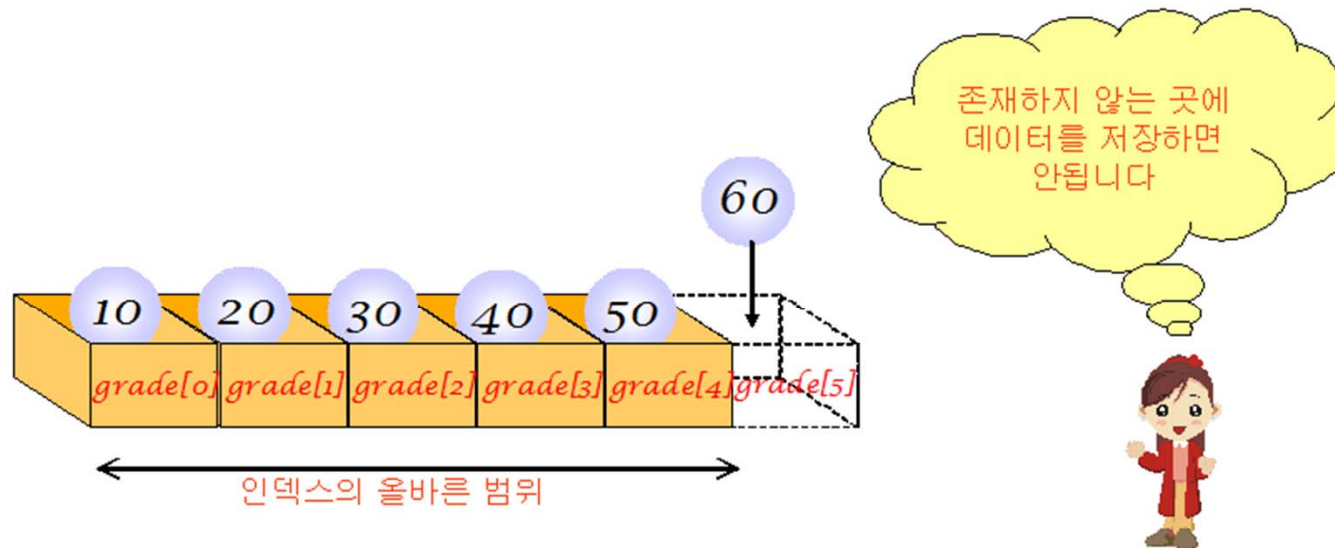 존재하지 않는 곳에
데이터를 저장하면
안됩니다
60
10 20 30 40 50
grade[0] grade[1] grade[2] grade[3] grade[4] grade[5]
인덱스의 올바른 범위